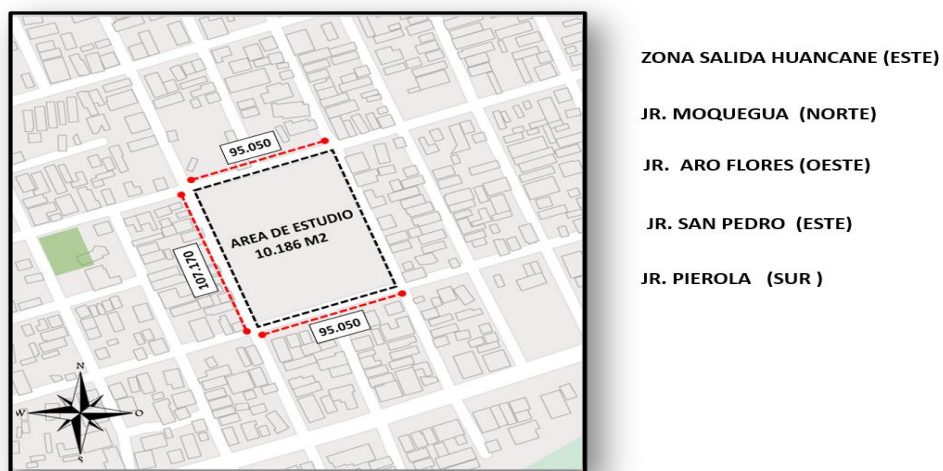 95.050
AREA DE ESTUDIO
10.186 M2
107.170
95.050
N
W
O
S
ZONA SALIDA HUANCANE (ESTE)
JR. MOQUEGUA (NORTE)
JR. ARO FLORES (OESTE)
JR. SAN PEDRO (ESTE)
JR. PIEROLA (SUR )